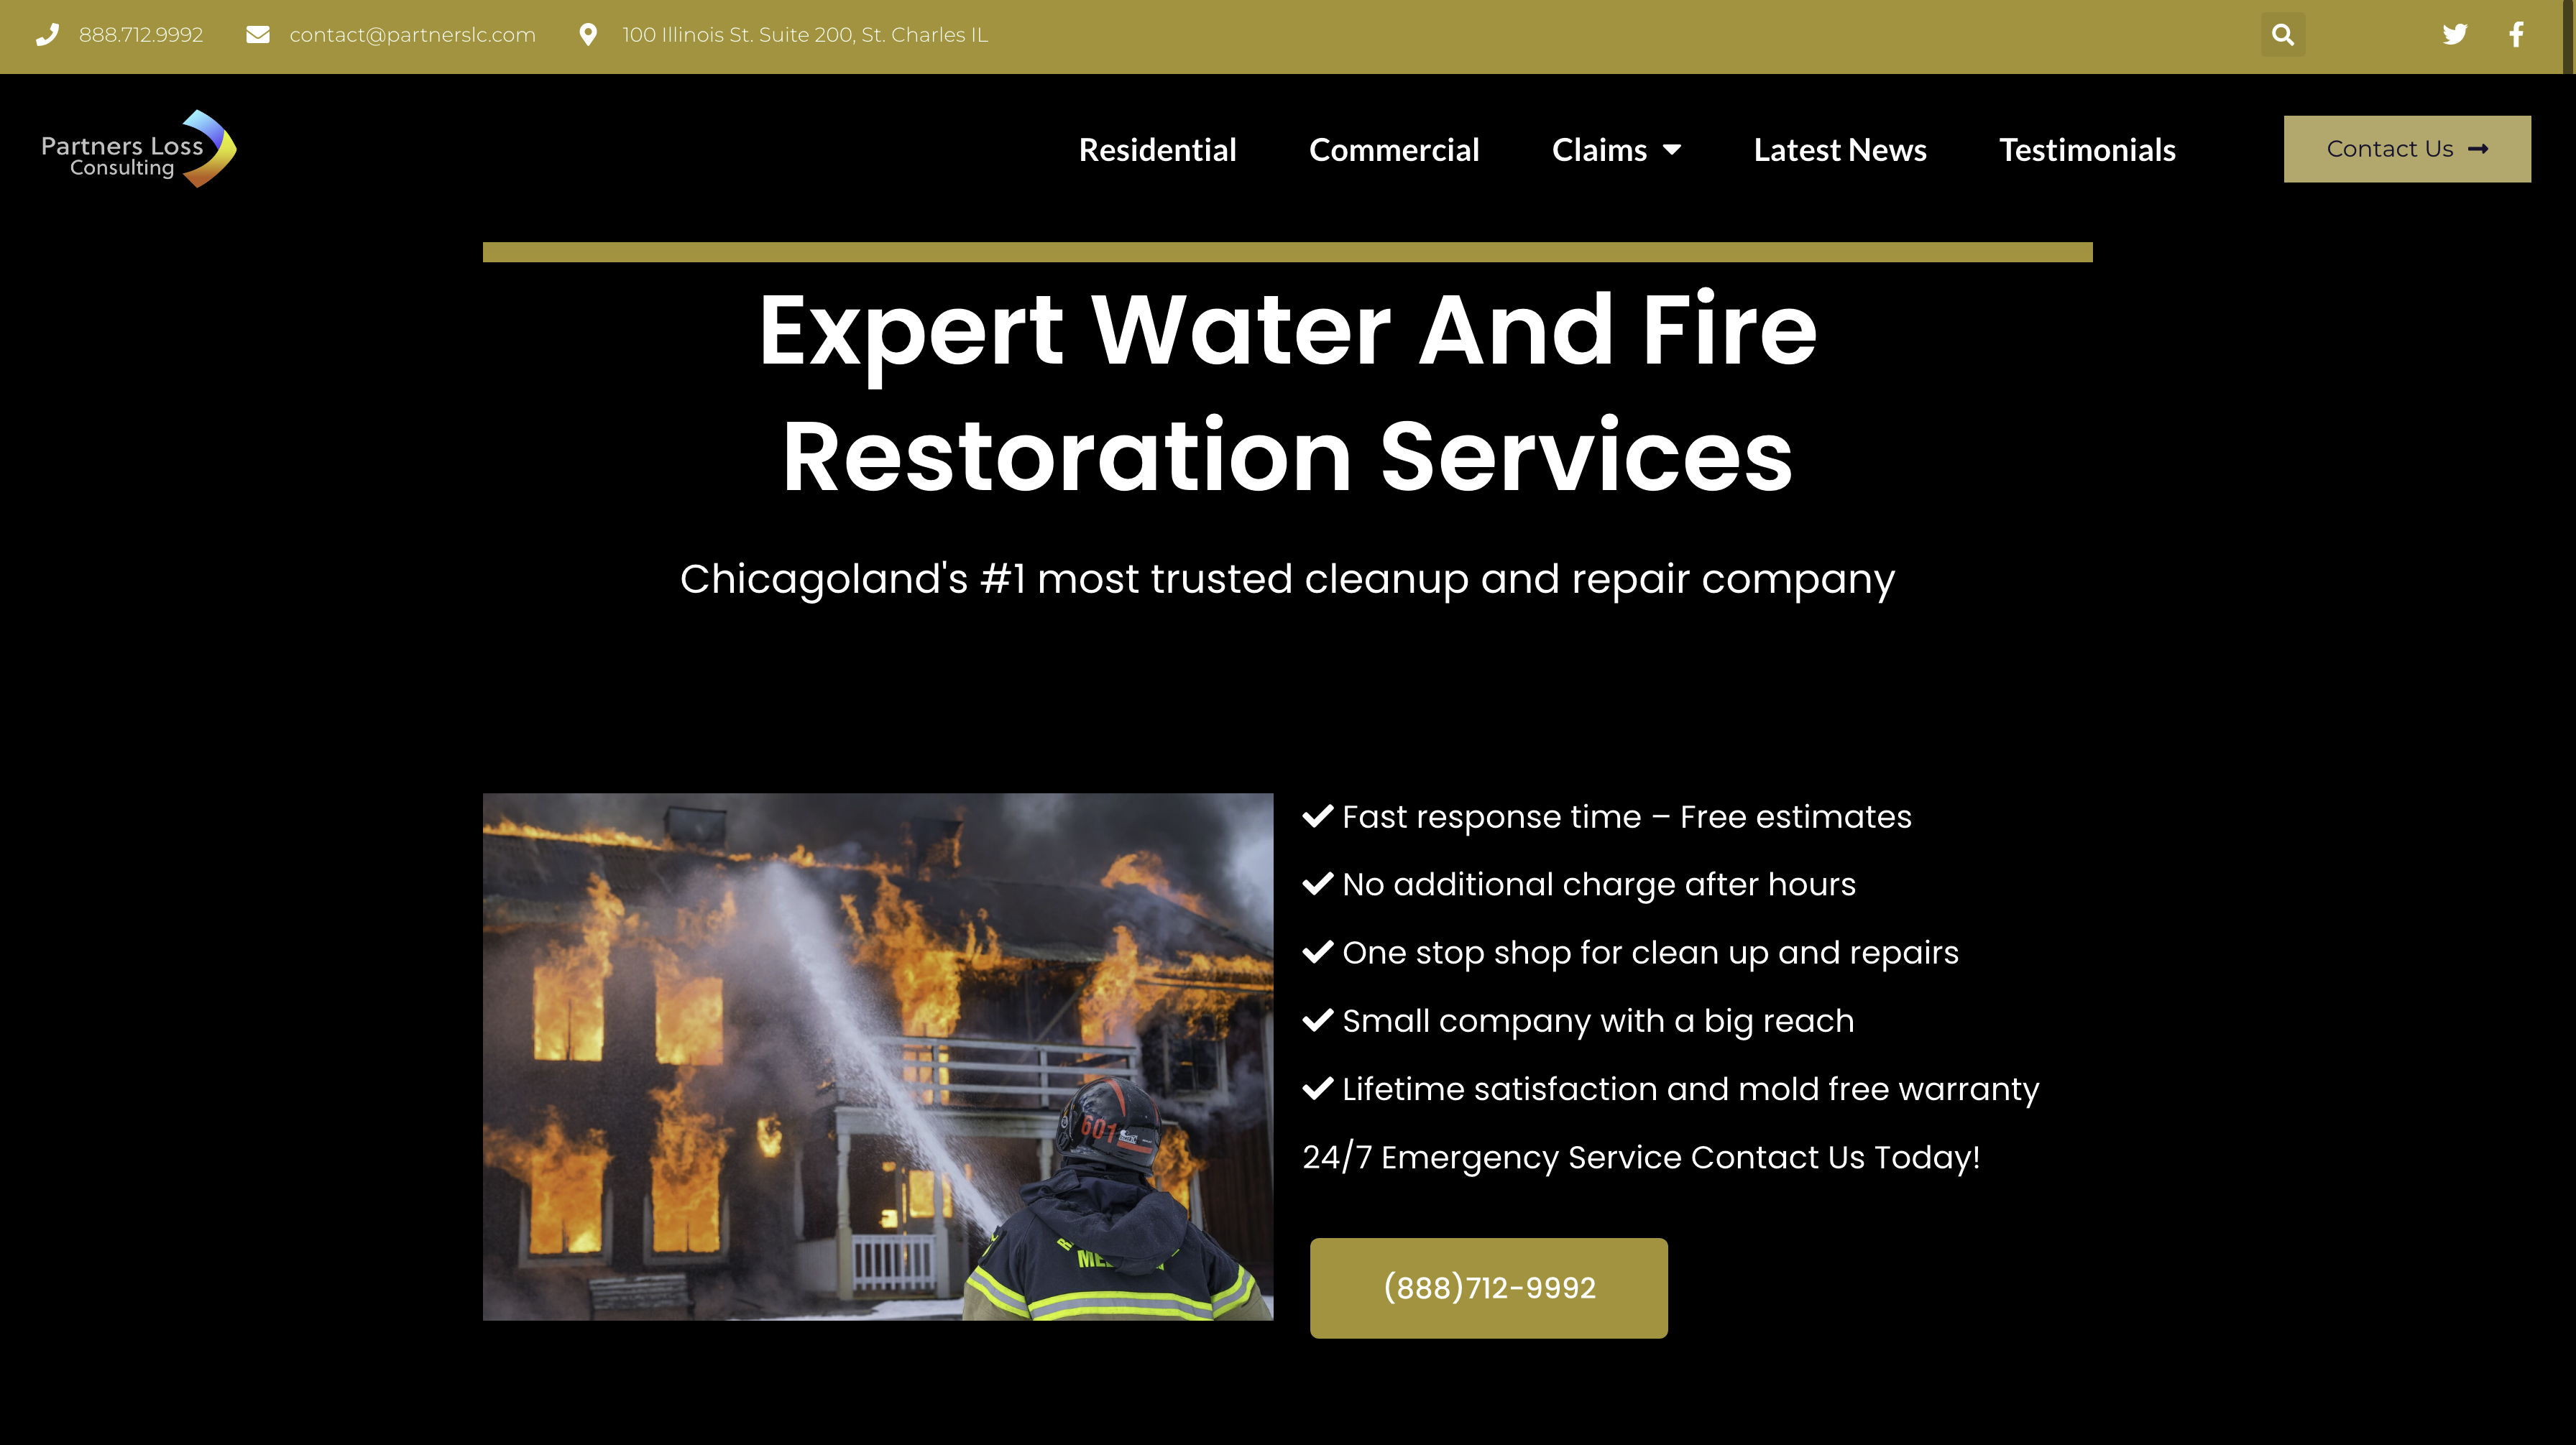 888.712.9992
contact@partnerslc.com
100 Illinois St. Suite 200, St. Charles IL
Partners Loss
Consulting
Residential
Commercial
Claims
Latest News
Testimonials
Contact Us
Expert Water And Fire
Restoration Services
Chicagoland's #1 most trusted cleanup and repair company
Fast response time – Free estimates
No additional charge after hours
One stop shop for clean up and repairs
Small company with a big reach
Lifetime satisfaction and mold free warranty
24/7 Emergency Service Contact Us Today!
601
(888)712-9992